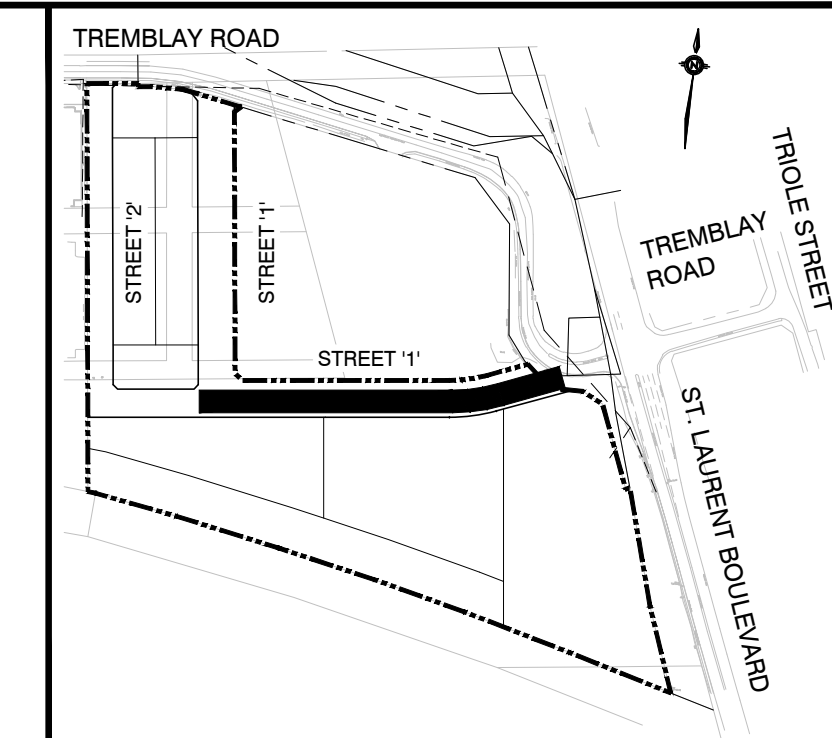 TREMBLAY ROAD
N
TRIOLE STREET
TREMBLAY
ROAD
STREET '2'
STREET '1'
STREET '1'
ST. LAURENT BOULEVARD